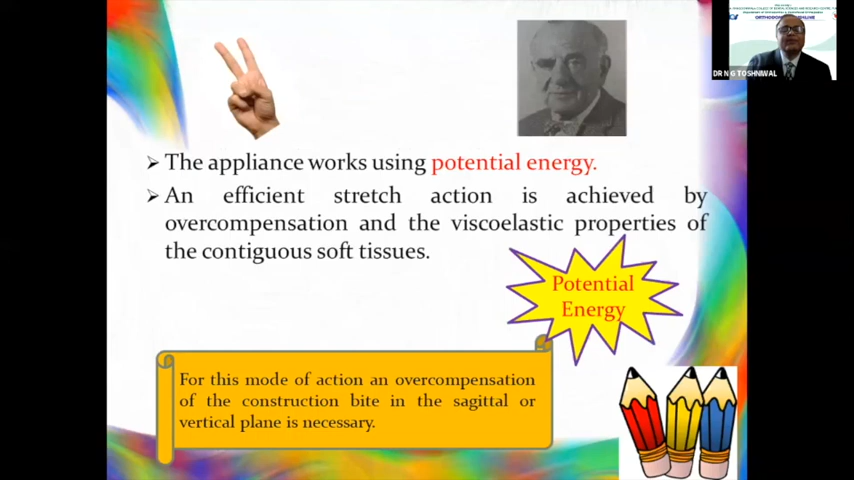 The appliance works using potential energy.
An efficient stretch action is achieved by
overcompensation and the viscoelastic properties of
the contiguous soft tissues.
Potential
Energy
For this mode of action an overcompensation
of the construction bite in the sagittal or
vertical plane is necessary.
DR N G TOSHNIWAL